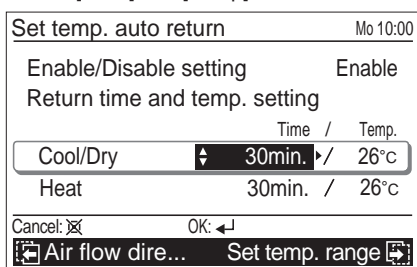 Set temp. auto return Mo 10:00
Enable/Disable setting Enable
Return time and temp. setting
Time / Temp.
Cool/Dry 30min. / 26°C
Heat 30min. / 26°C
Cancel: OK:
Air flow dire... Set temp. range